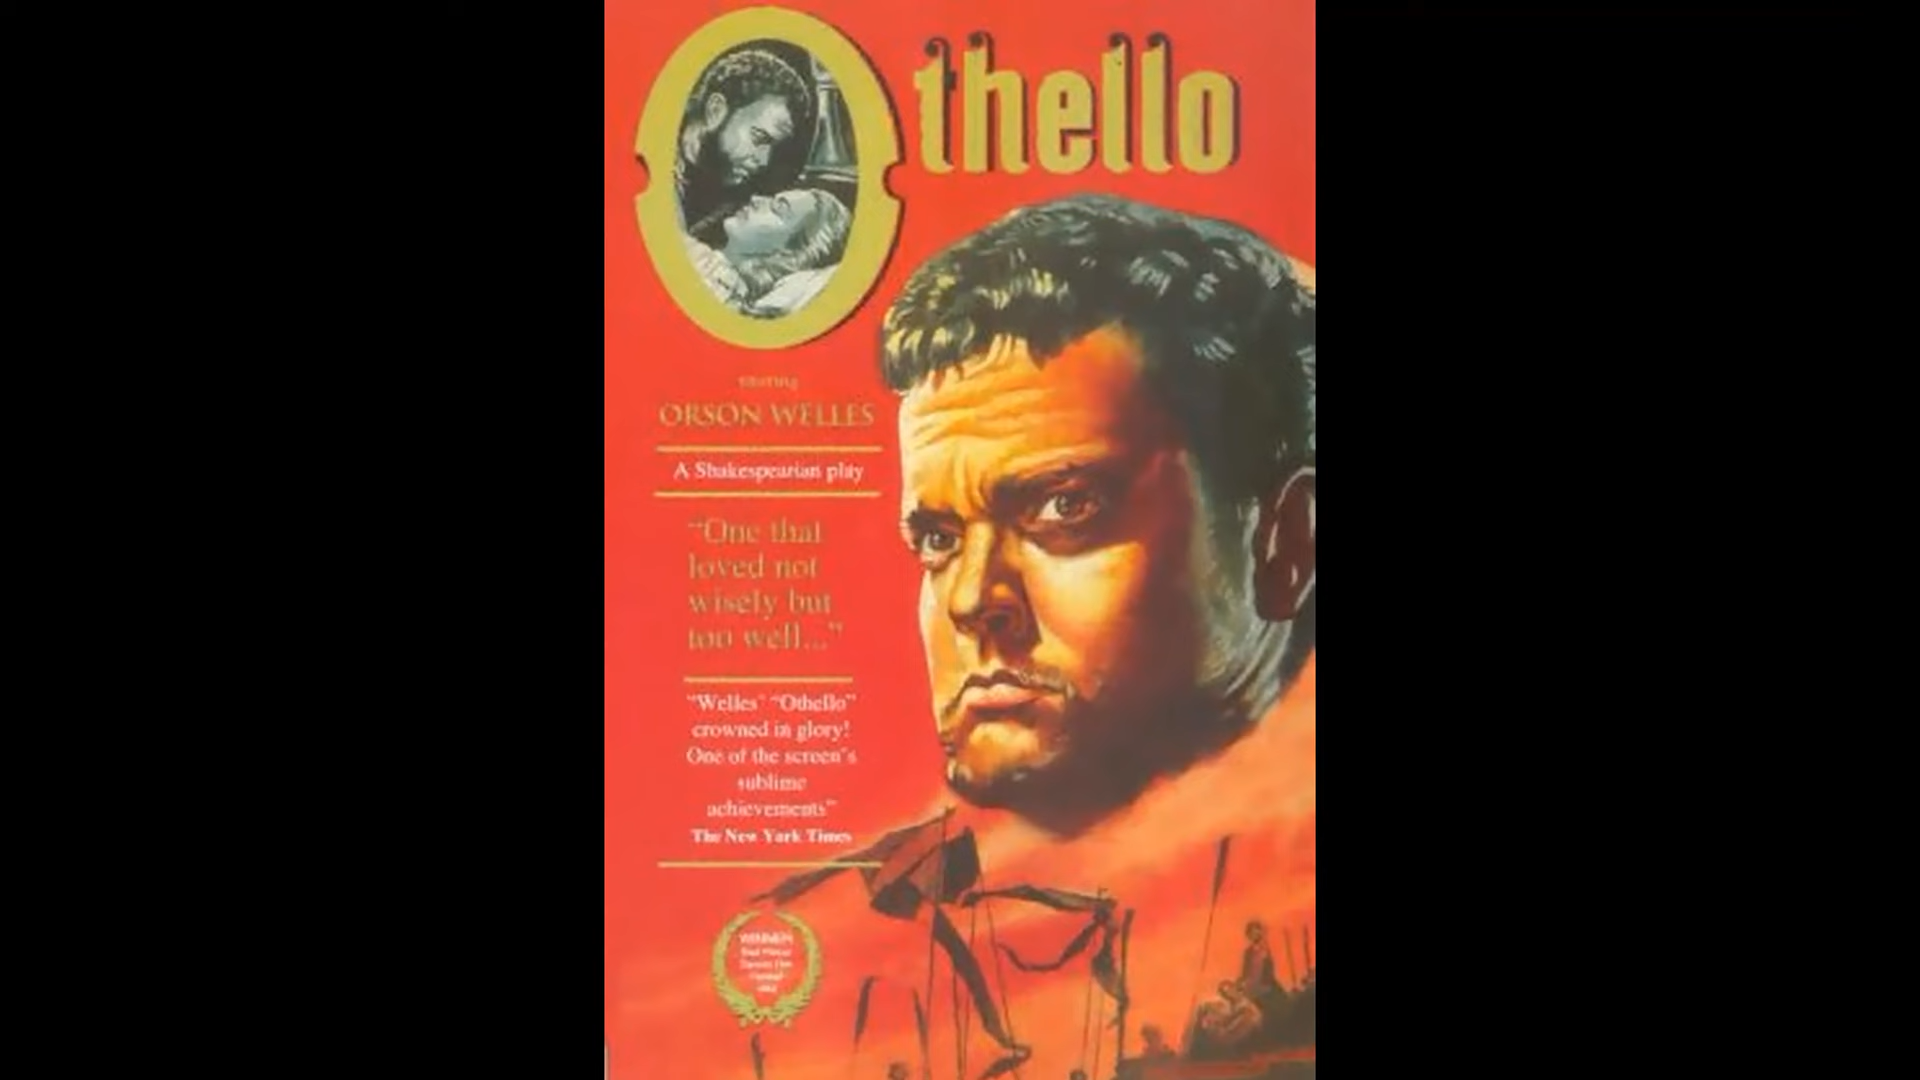 Othello
starring
ORSON WELLES
A Shakespearian play
"One that
loved not
wisely but
too well..."
"Welles' "Othello"
crowned in glory!
One of the screen's
sublime
achievements"
The New York Times
WINNER